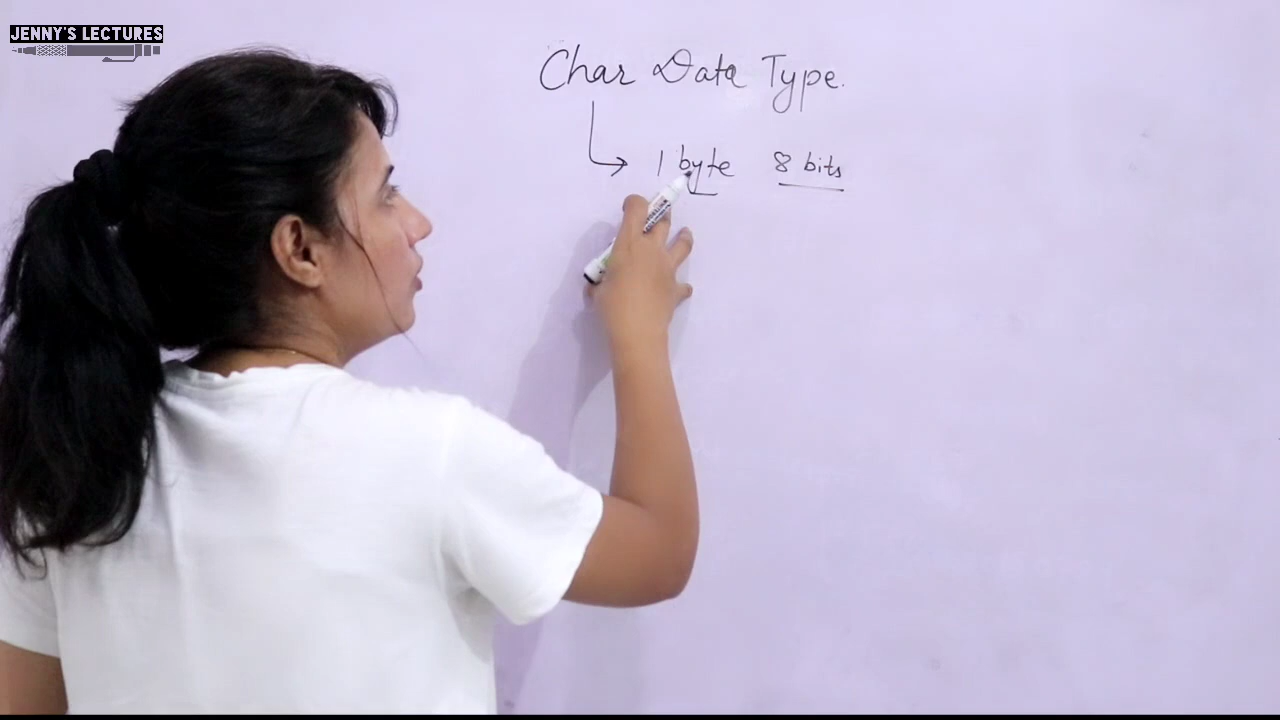 JENNY'S LECTURES
Char Data Type.
1 byte 8 bits